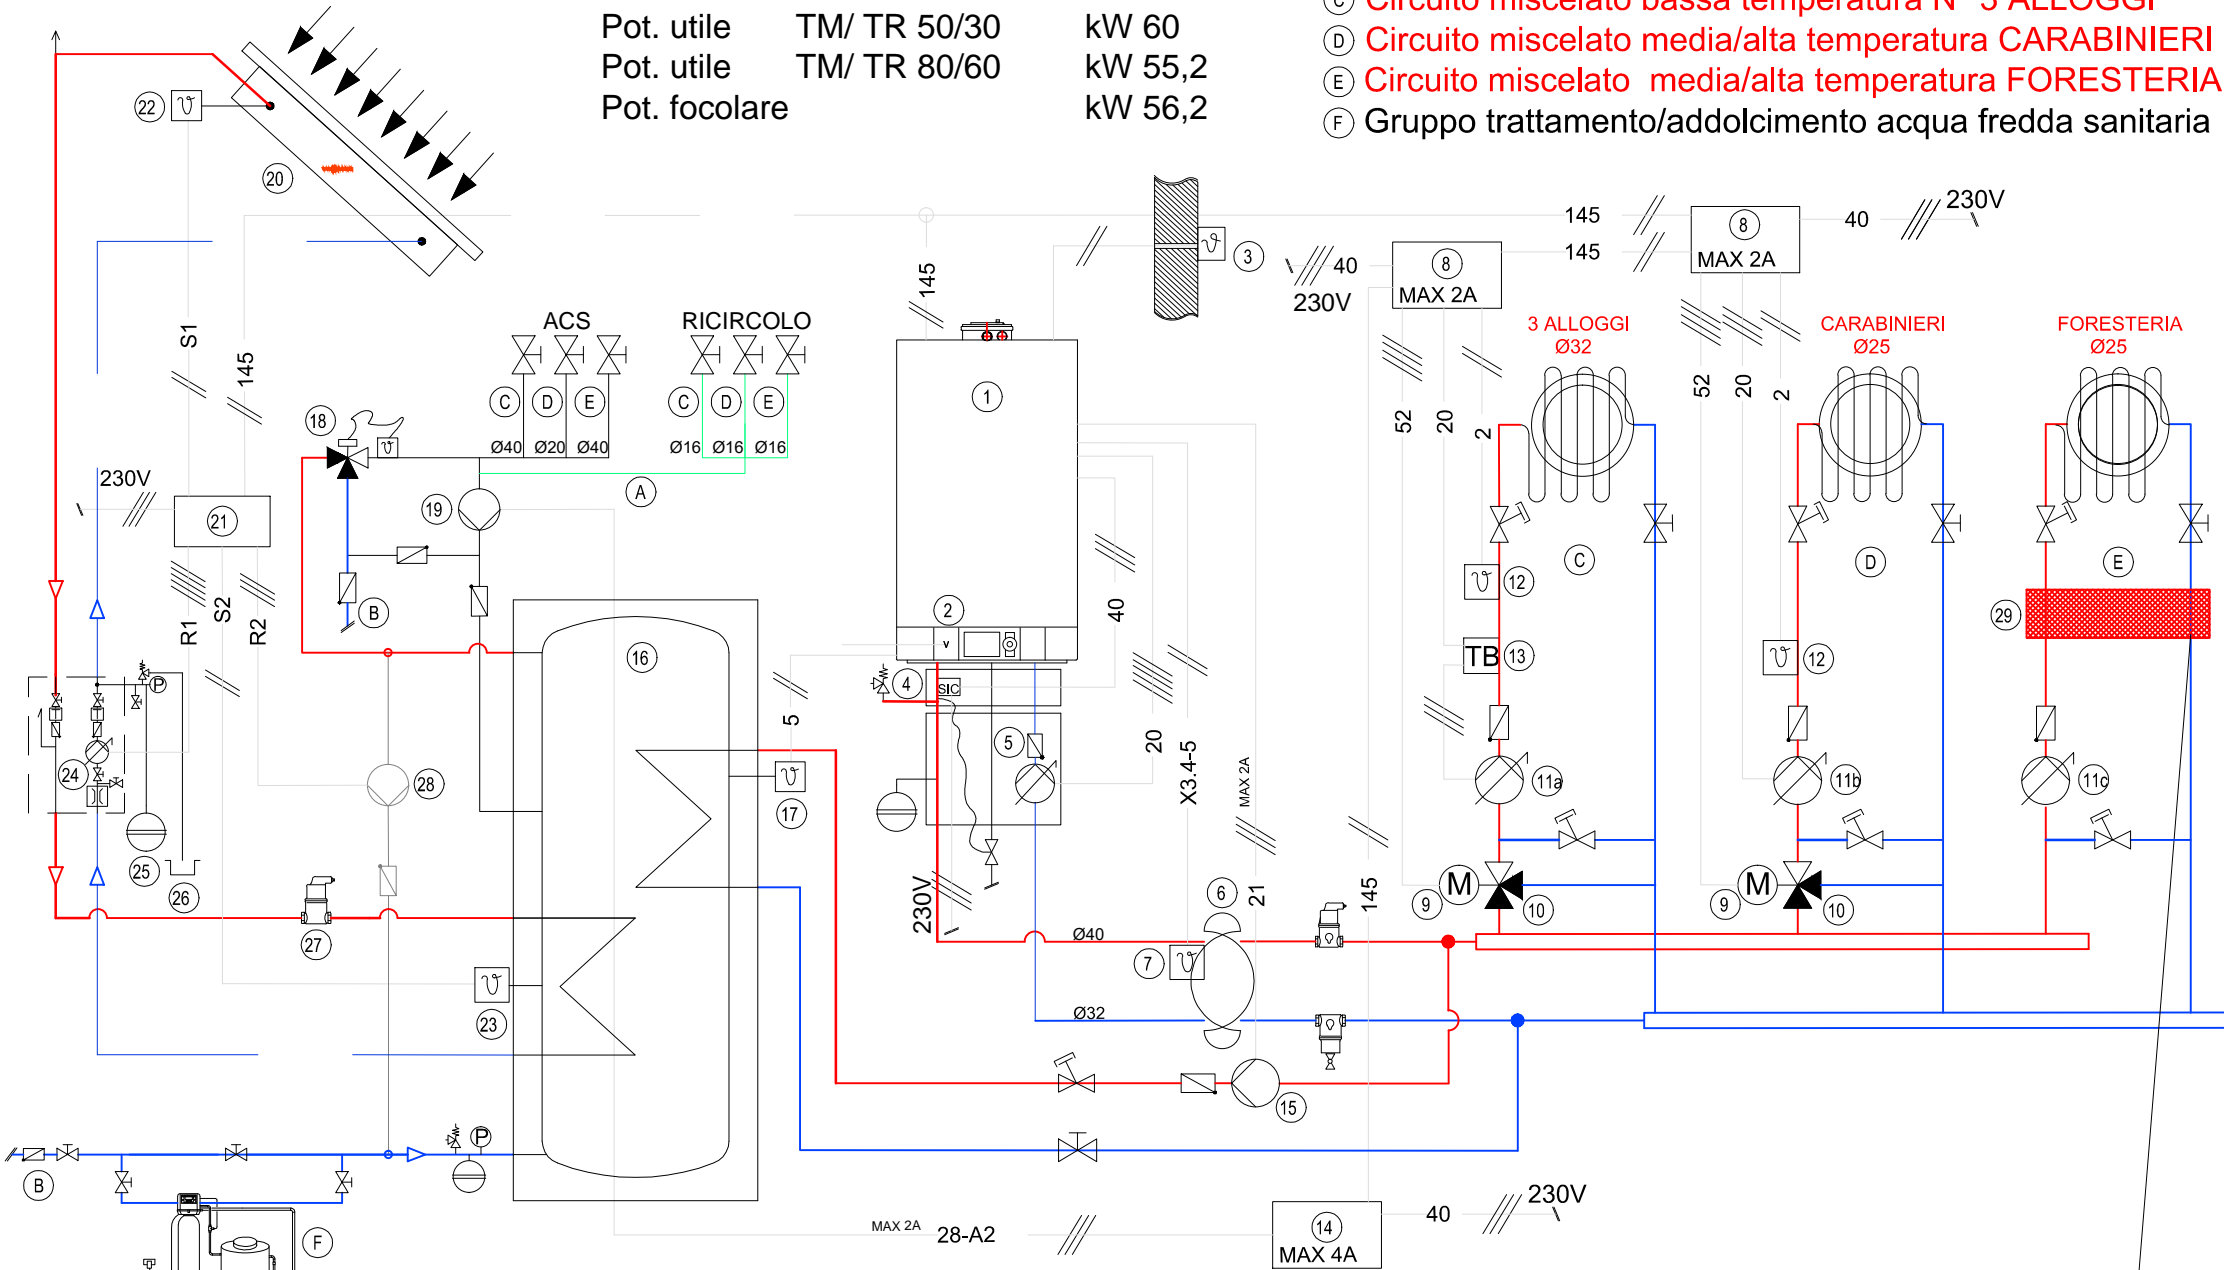 Pot. utile TM/ TR 50/30 kW 60
Pot. utile TM/ TR 80/60 kW 55,2
Pot. focolare kW 56,2
C Circuito miscelato bassa temperatura N° 3 ALLOGGI
D Circuito miscelato media/alta temperatura CARABINIERI
E Circuito miscelato media/alta temperatura FORESTERIA
F Gruppo trattamento/addolcimento acqua fredda sanitaria
22
20
S1
145
145
3
40
230V
8
MAX 2A
145
145
8
MAX 2A
40
230V
ACS
RICIRCOLO
C D E
C D E
Ø40 Ø20 Ø40
Ø16 Ø16 Ø16
18
19
A
B
1
2
3 ALLOGGI
Ø32
CARABINIERI
Ø25
FORESTERIA
Ø25
52
20
2
52
20
2
230V
21
R1
S2
R2
C
D
E
12
TB 13
12
29
16
4
SIC
5
5
40
20
X3.4-5
MAX 2A
21
145
P
24
25
26
27
28
17
23
230V
11a
11b
11c
M
9
10
M
9
10
6
7
Ø40
Ø32
15
B
P
F
MAX 2A 28-A2
14
MAX 4A
40
230V